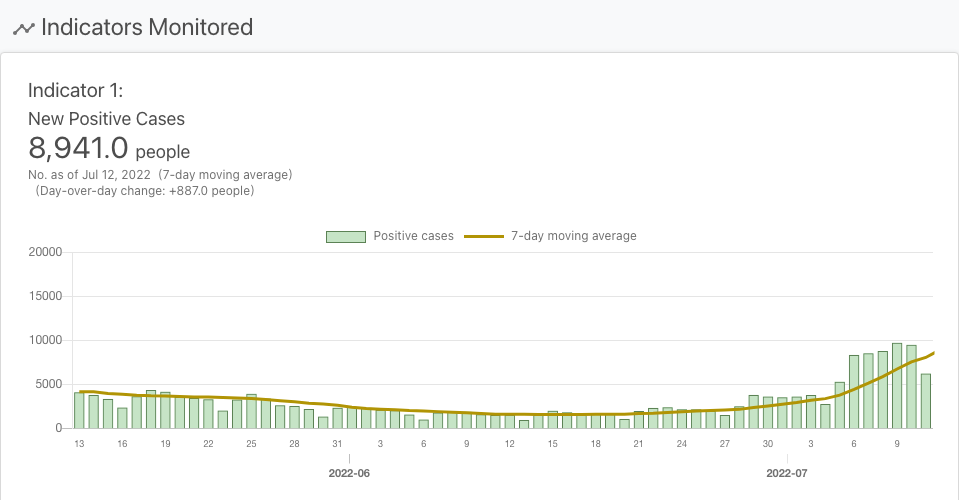 Indicators Monitored
Indicator 1:
New Positive Cases
8,941.0 people
No. as of Jul 12, 2022 (7-day moving average)
(Day-over-day change: +887.0 people)
Positive cases 7-day moving average
20000
15000
10000
5000
0
13 16 19 22 25 28 31 3 6 9 12 15 18 21 24 27 30 3 6 9
2022-06 2022-07